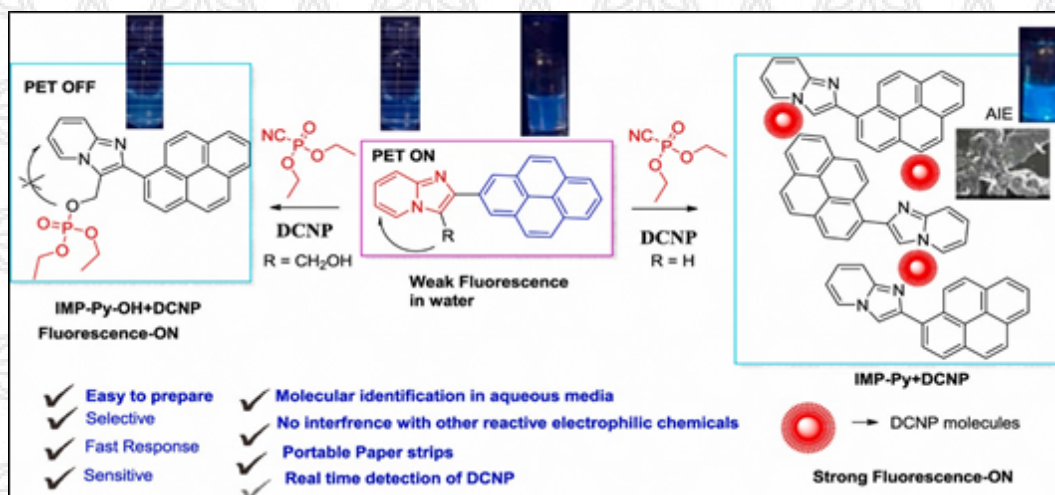 PET OFF
N
N
O
O
P
O
O
IMP-Py-OH+DCNP
Fluorescence-ON
NC
O
P
O
O
DCNP
R = CH₂OH
PET ON
N
N
R
Weak Fluorescence
in water
NC
O
P
O
O
DCNP
R = H
N
N
AIE
N
N
N
N
IMP-Py+DCNP
DCNP molecules
Strong Fluorescence-ON
Easy to prepare
Selective
Fast Response
Sensitive
Molecular identification in aqueous media
No interfrence with other reactive electrophilic chemicals
Portable Paper strips
Real time detection of DCNP